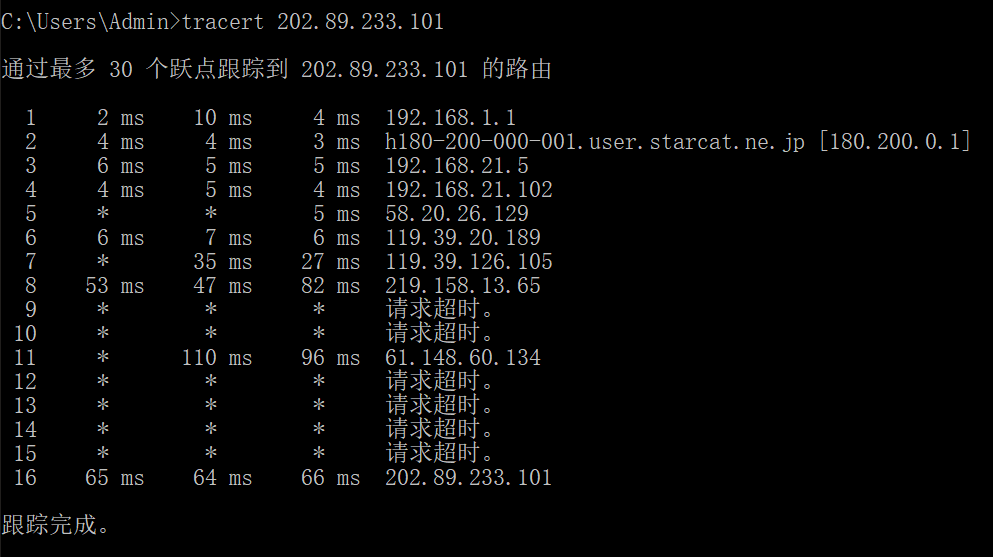 C:\Users\Admin>tracert 202.89.233.101
通过最多 30 个跃点跟踪到 202.89.233.101 的路由
1 2 ms 10 ms 4 ms 192.168.1.1
2 4 ms 4 ms 3 ms h180-200-000-001.user.starcat.ne.jp [180.200.0.1]
3 6 ms 5 ms 5 ms 192.168.21.5
4 4 ms 5 ms 4 ms 192.168.21.102
5 * * 5 ms 58.20.26.129
6 6 ms 7 ms 6 ms 119.39.20.189
7 * 35 ms 27 ms 119.39.126.105
8 53 ms 47 ms 82 ms 219.158.13.65
9 * * * 请求超时。
10 * * * 请求超时。
11 * 110 ms 96 ms 61.148.60.134
12 * * * 请求超时。
13 * * * 请求超时。
14 * * * 请求超时。
15 * * * 请求超时。
16 65 ms 64 ms 66 ms 202.89.233.101
跟踪完成。